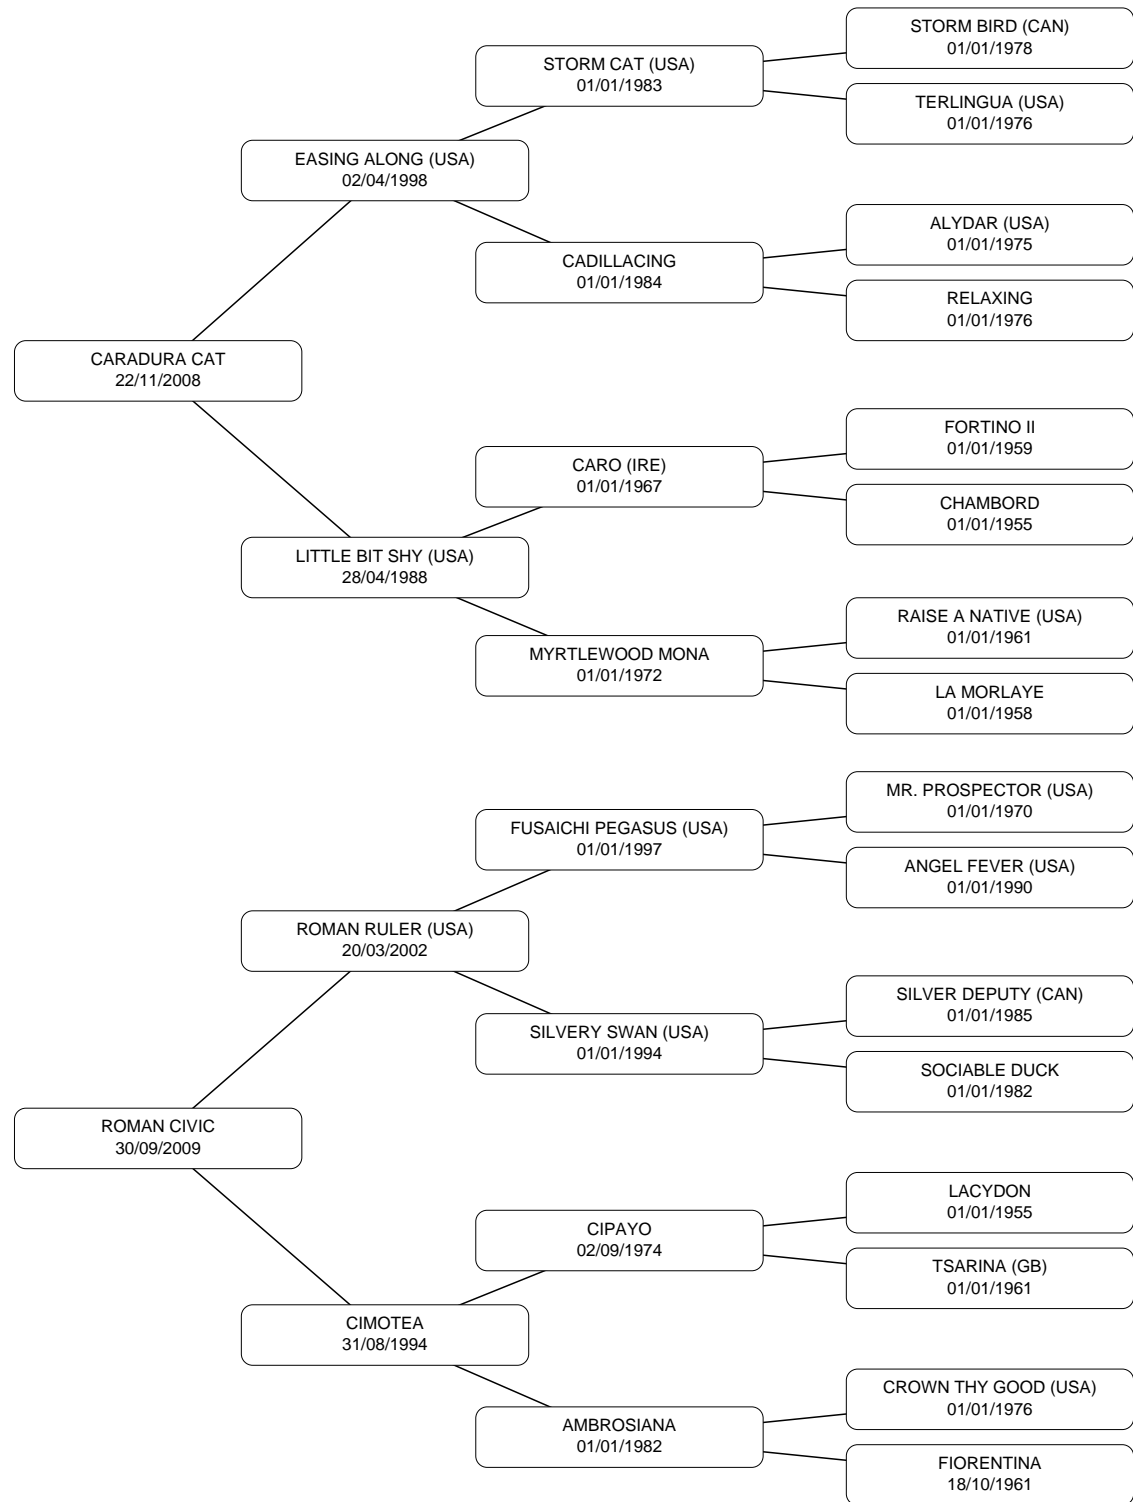 STORM BIRD (CAN)
01/01/1978
STORM CAT (USA)
01/01/1983
TERLINGUA (USA)
01/01/1976
EASING ALONG (USA)
02/04/1998
ALYDAR (USA)
01/01/1975
CADILLACING
01/01/1984
RELAXING
01/01/1976
CARADURA CAT
22/11/2008
FORTINO II
01/01/1959
CARO (IRE)
01/01/1967
CHAMBORD
01/01/1955
LITTLE BIT SHY (USA)
28/04/1988
RAISE A NATIVE (USA)
01/01/1961
MYRTLEWOOD MONA
01/01/1972
LA MORLAYE
01/01/1958
MR. PROSPECTOR (USA)
01/01/1970
FUSAICHI PEGASUS (USA)
01/01/1997
ANGEL FEVER (USA)
01/01/1990
ROMAN RULER (USA)
20/03/2002
SILVER DEPUTY (CAN)
01/01/1985
SILVERY SWAN (USA)
01/01/1994
SOCIABLE DUCK
01/01/1982
ROMAN CIVIC
30/09/2009
LACYDON
01/01/1955
CIPAYO
02/09/1974
TSARINA (GB)
01/01/1961
CIMOTEA
31/08/1994
CROWN THY GOOD (USA)
01/01/1976
AMBROSIANA
01/01/1982
FIORENTINA
18/10/1961